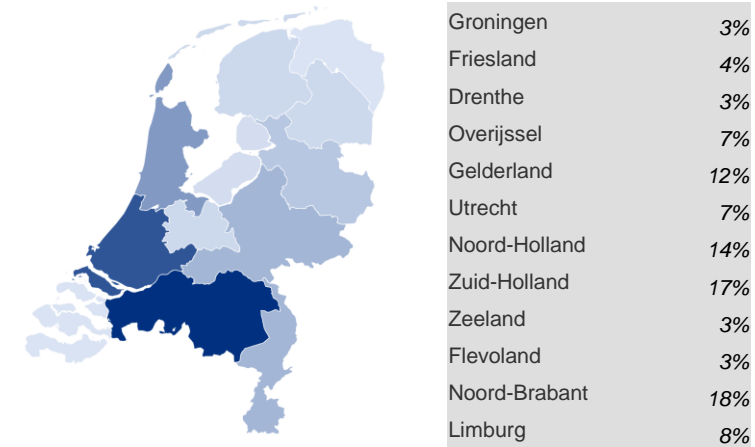 Groningen 3%
Friesland 4%
Drenthe 3%
Overijssel 7%
Gelderland 12%
Utrecht 7%
Noord-Holland 14%
Zuid-Holland 17%
Zeeland 3%
Flevoland 3%
Noord-Brabant 18%
Limburg 8%